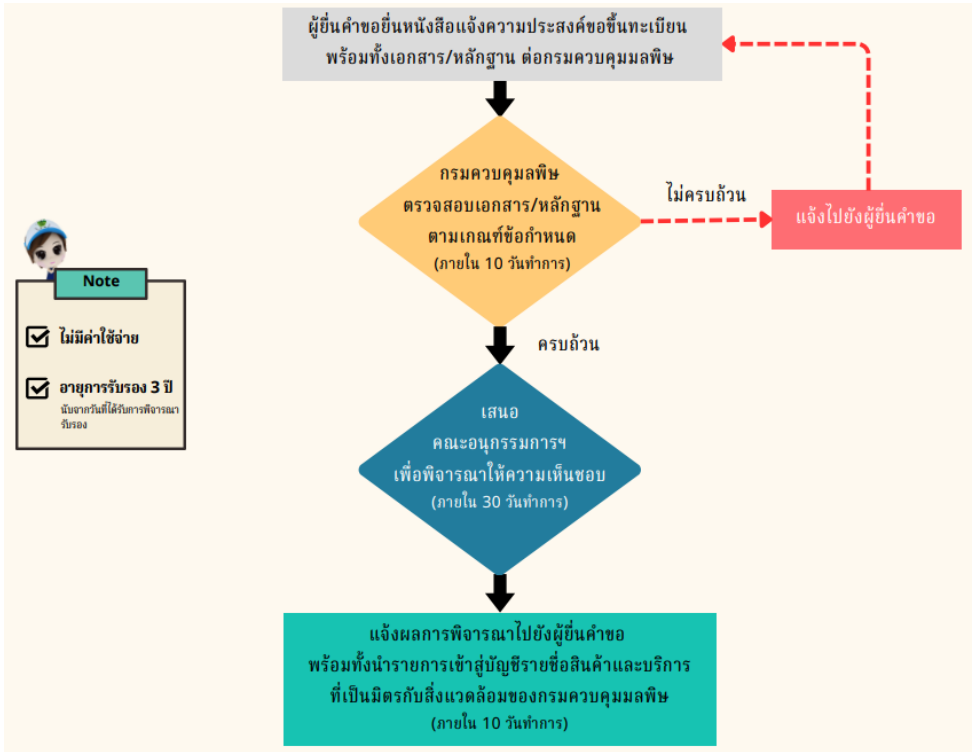 ผู้ยื่นคำขอยื่นหนังสือแจ้งความประสงค์ขอขึ้นทะเบียน
พร้อมทั้งเอกสาร/หลักฐาน ต่อกรมควบคุมมลพิษ
กรมควบคุมมลพิษ
ตรวจสอบเอกสาร/หลักฐาน
ตามเกณฑ์ข้อกำหนด
(ภายใน 10 วันทำการ)
ไม่ครบถ้วน
แจ้งไปยังผู้ยื่นคำขอ
Note
ไม่มีค่าใช้จ่าย
อายุการรับรอง 3 ปี
นับจากวันที่ได้รับการพิจารณา
รับรอง
ครบถ้วน
เสนอ
คณะอนุกรรมการฯ
เพื่อพิจารณาให้ความเห็นชอบ
(ภายใน 30 วันทำการ)
แจ้งผลการพิจารณาไปยังผู้ยื่นคำขอ
พร้อมทั้งนำรายการเข้าสู่บัญชีรายชื่อสินค้าและบริการ
ที่เป็นมิตรกับสิ่งแวดล้อมของกรมควบคุมมลพิษ
(ภายใน 10 วันทำการ)